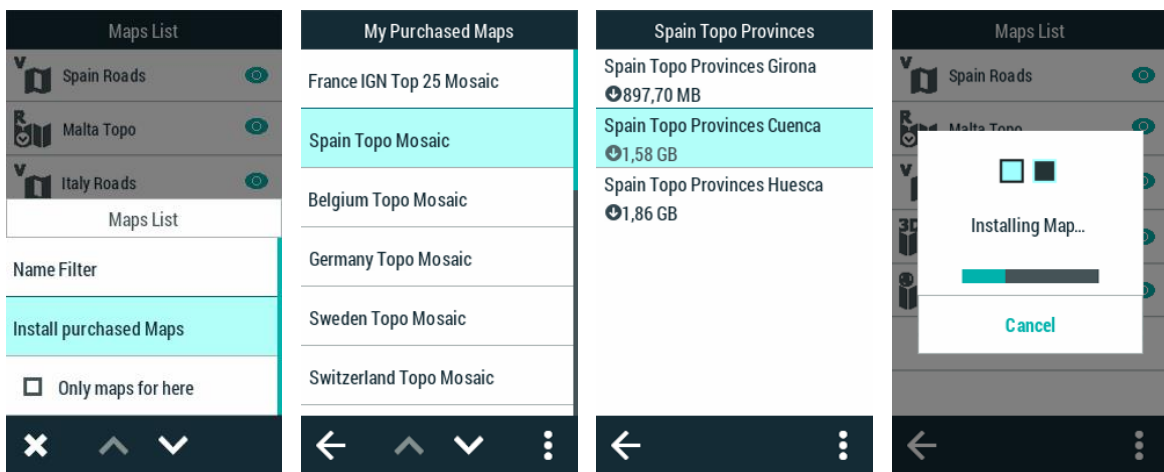 Maps List
V
Spain Roads
R
Malta Topo
V
Italy Roads
Maps List
Name Filter
Install purchased Maps
Only maps for here
My Purchased Maps
France IGN Top 25 Mosaic
Spain Topo Mosaic
Belgium Topo Mosaic
Germany Topo Mosaic
Sweden Topo Mosaic
Switzerland Topo Mosaic
Spain Topo Provinces
Spain Topo Provinces Girona
897,70 MB
Spain Topo Provinces Cuenca
1,58 GB
Spain Topo Provinces Huesca
1,86 GB
Maps List
V
Spain Roads
R
Malta Topo
V
3D
Installing Map...
Cancel